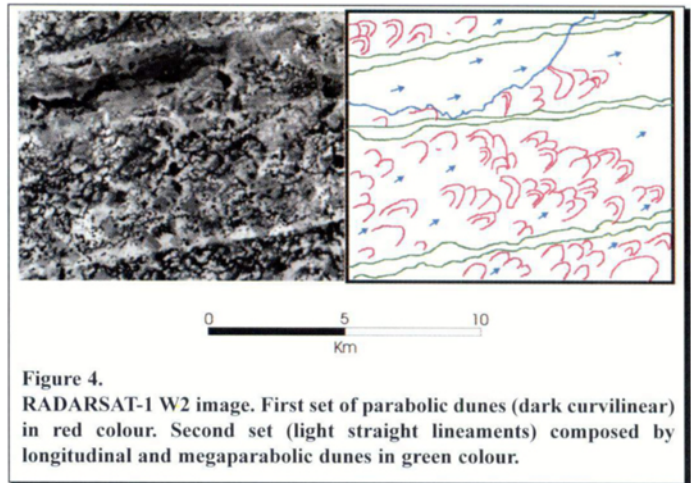 0 5 10
Km
Figure 4.
RADARSAT-1 W2 image. First set of parabolic dunes (dark curvilinear)
in red colour. Second set (light straight lineaments) composed by
longitudinal and megaparabolic dunes in green colour.